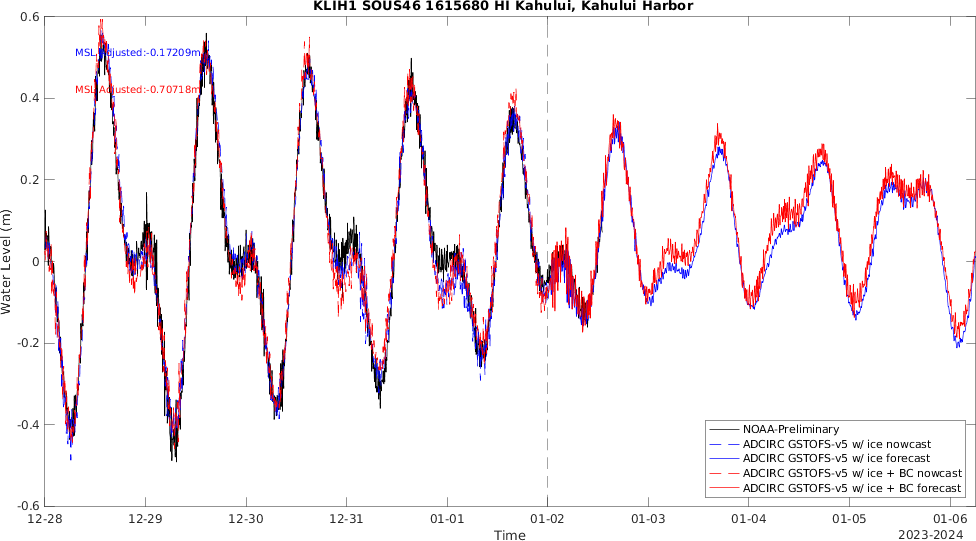 KLIH1 SOUS46 1615680 HI Kahului, Kahului Harbor
0.6
MSL Adjusted:-0.17209m
MSL Adjusted:-0.70718m
0.4
0.2
0
-0.2
-0.4
-0.6
Water Level (m)
NOAA-Preliminary
ADCIRC GSTOFS-v5 w/ ice nowcast
ADCIRC GSTOFS-v5 w/ ice forecast
ADCIRC GSTOFS-v5 w/ ice + BC nowcast
ADCIRC GSTOFS-v5 w/ ice + BC forecast
12-28 12-29 12-30 12-31 01-01 01-02 01-03 01-04 01-05 01-06
Time
2023-2024